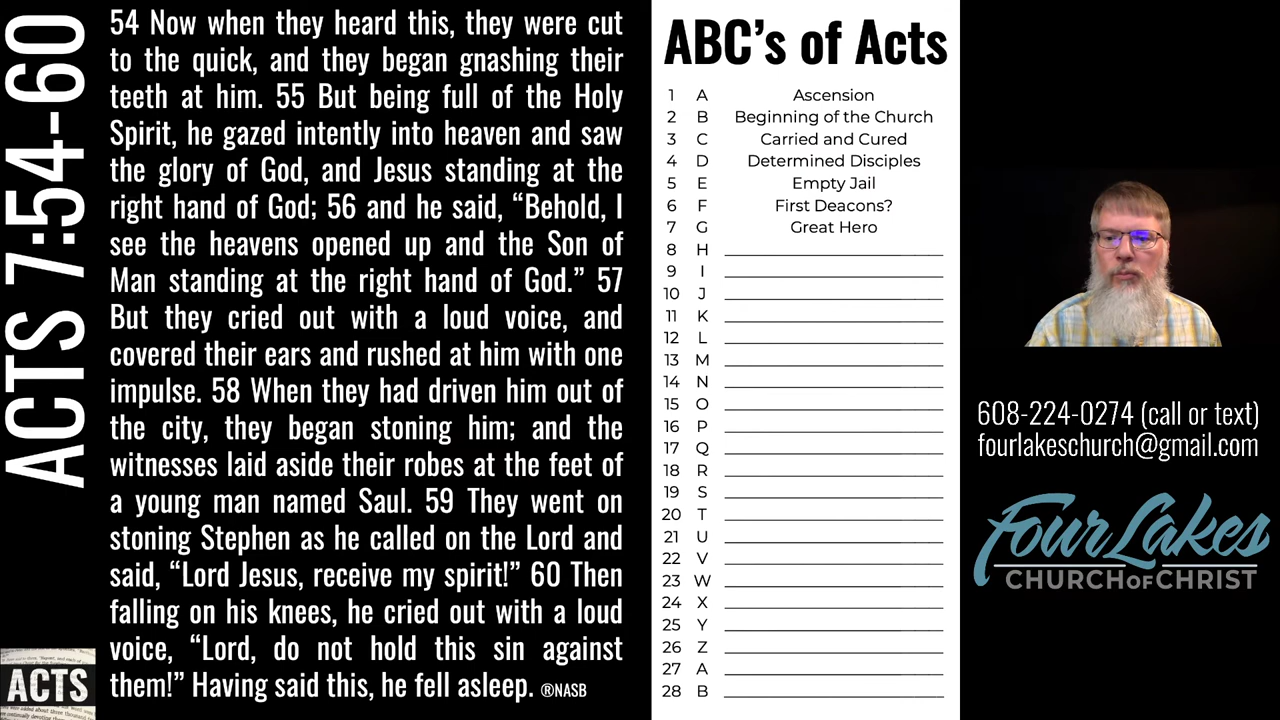 ACTS 7:54-60
54 Now when they heard this, they were cut
to the quick, and they began gnashing their
teeth at him. 55 But being full of the Holy
Spirit, he gazed intently into heaven and saw
the glory of God, and Jesus standing at the
right hand of God; 56 and he said, “Behold, I
see the heavens opened up and the Son of
Man standing at the right hand of God.” 57
But they cried out with a loud voice, and
covered their ears and rushed at him with one
impulse. 58 When they had driven him out of
the city, they began stoning him; and the
witnesses laid aside their robes at the feet of
a young man named Saul. 59 They went on
stoning Stephen as he called on the Lord and
said, “Lord Jesus, receive my spirit!” 60 Then
falling on his knees, he cried out with a loud
voice, “Lord, do not hold this sin against
them!” Having said this, he fell asleep. ®NASB
ACTS
ABC’s of Acts
1 A Ascension
2 B Beginning of the Church
3 C Carried and Cured
4 D Determined Disciples
5 E Empty Jail
6 F First Deacons?
7 G Great Hero
8 H
9 I
10 J
11 K
12 L
13 M
14 N
15 O
16 P
17 Q
18 R
19 S
20 T
21 U
22 V
23 W
24 X
25 Y
26 Z
27 A
28 B
608-224-0274 (call or text)
fourlakeschurch@gmail.com
Four Lakes
CHURCH OF CHRIST